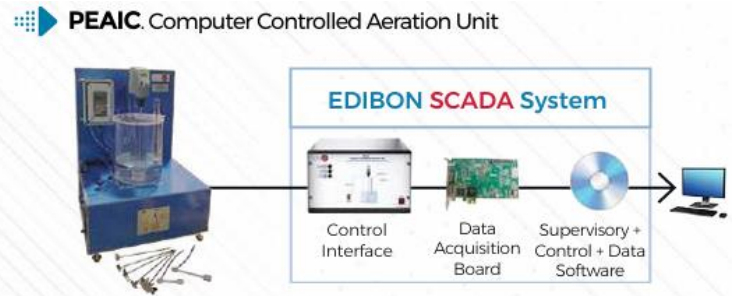 PEAIC. Computer Controlled Aeration Unit
EDIBON SCADA System
Control
Interface
Data
Acquisition
Board
Supervisory +
Control + Data
Software